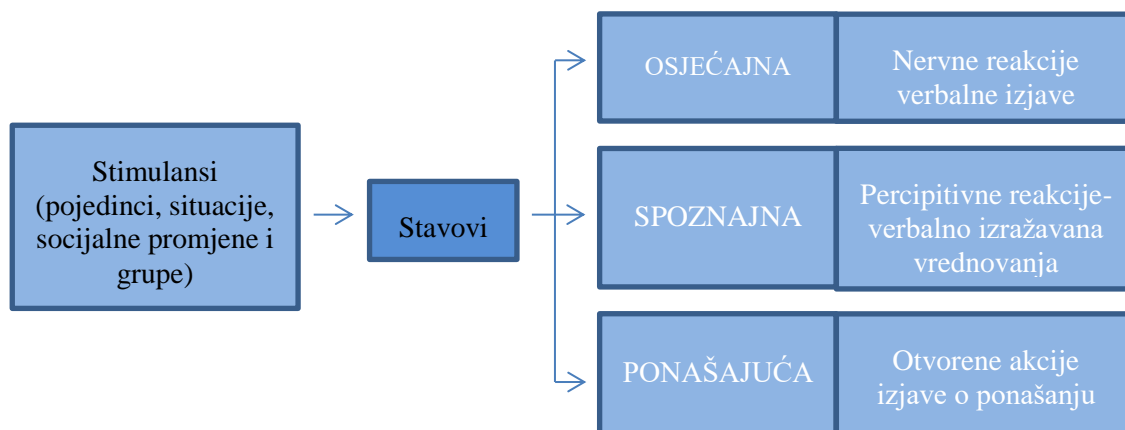 Stimulansi
(pojedinci, situacije,
socijalne promjene i
grupe)
Stavovi
OSJEĆAJNA
Nervne reakcije
verbalne izjave
SPOZNAJNA
Percipitivne reakcije-
verbalno izražavana
vrednovanja
PONAŠAJUĆA
Otvorene akcije
izjave o ponašanju